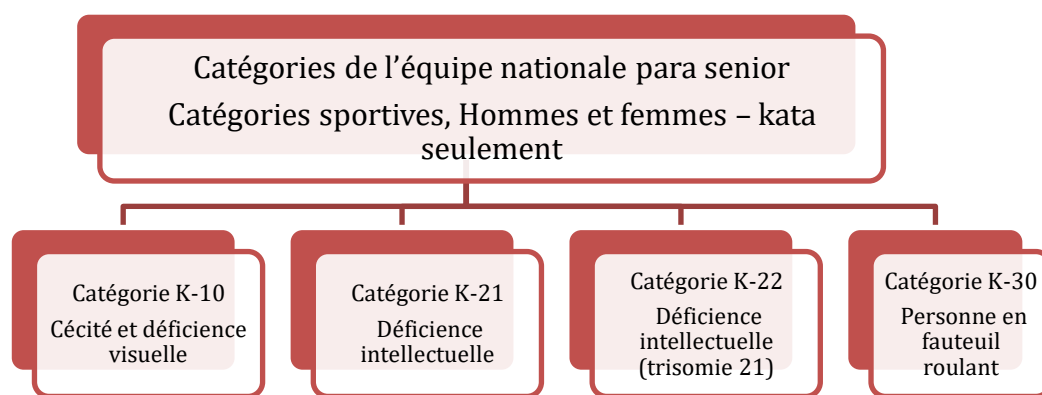 Catégories de l’équipe nationale para senior
Catégories sportives, Hommes et femmes – kata
seulement
Catégorie K-10
Cécité et déficience
visuelle
Catégorie K-21
Déficience
intellectuelle
Catégorie K-22
Déficience
intellectuelle
(trisomie 21)
Catégorie K-30
Personne en
fauteuil
roulant